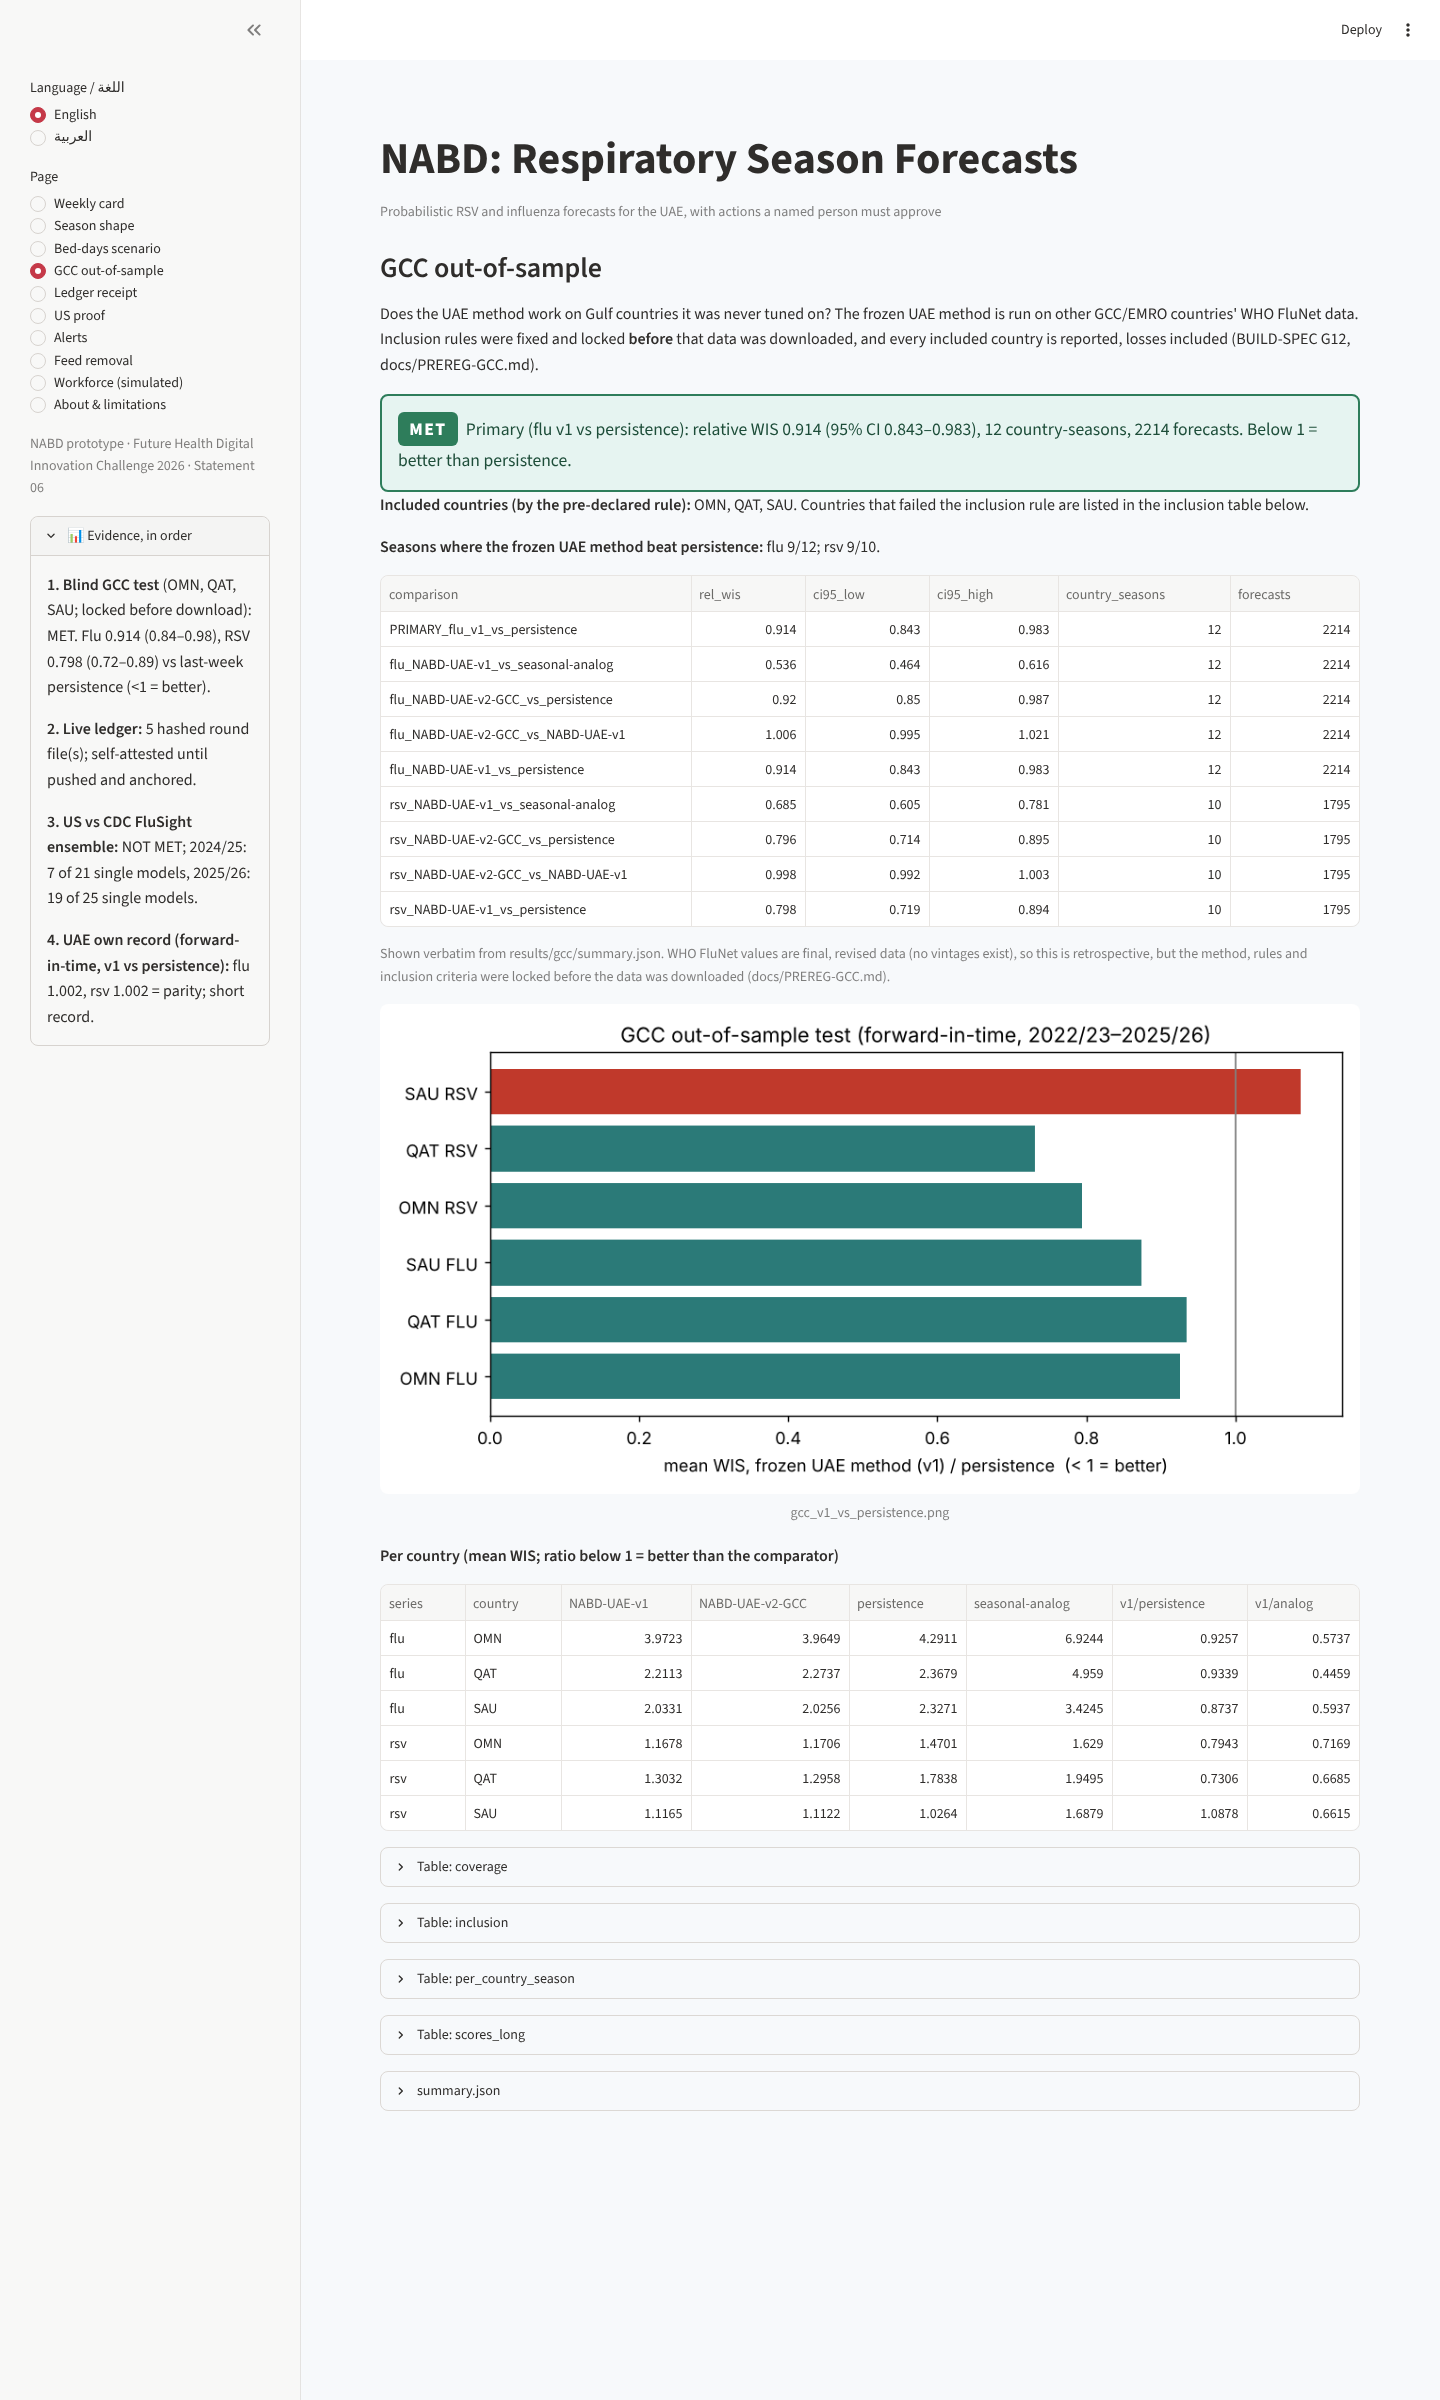 Deploy
Language / اللغة
English
العربية
Page
Weekly card
Season shape
Bed-days scenario
GCC out-of-sample
Ledger receipt
US proof
Alerts
Feed removal
Workforce (simulated)
About & limitations
NABD prototype · Future Health Digital
Innovation Challenge 2026 · Statement
06
📊 Evidence, in order
1. Blind GCC test (OMN, QAT,
SAU; locked before download):
MET. Flu 0.914 (0.84–0.98), RSV
0.798 (0.72–0.89) vs last-week
persistence (<1 = better).
2. Live ledger: 5 hashed round
file(s); self-attested until
pushed and anchored.
3. US vs CDC FluSight
ensemble: NOT MET; 2024/25:
7 of 21 single models, 2025/26:
19 of 25 single models.
4. UAE own record (forward-
in-time, v1 vs persistence): flu
1.002, rsv 1.002 = parity; short
record.
NABD: Respiratory Season Forecasts
Probabilistic RSV and influenza forecasts for the UAE, with actions a named person must approve
GCC out-of-sample
Does the UAE method work on Gulf countries it was never tuned on? The frozen UAE method is run on other GCC/EMRO countries' WHO FluNet data.
Inclusion rules were fixed and locked before that data was downloaded, and every included country is reported, losses included (BUILD-SPEC G12,
docs/PREREG-GCC.md).
MET Primary (flu v1 vs persistence): relative WIS 0.914 (95% CI 0.843–0.983), 12 country-seasons, 2214 forecasts. Below 1 =
better than persistence.
Included countries (by the pre-declared rule): OMN, QAT, SAU. Countries that failed the inclusion rule are listed in the inclusion table below.
Seasons where the frozen UAE method beat persistence: flu 9/12; rsv 9/10.
comparison rel_wis ci95_low ci95_high country_seasons forecasts
PRIMARY_flu_v1_vs_persistence 0.914 0.843 0.983 12 2214
flu_NABD-UAE-v1_vs_seasonal-analog 0.536 0.464 0.616 12 2214
flu_NABD-UAE-v2-GCC_vs_persistence 0.92 0.85 0.987 12 2214
flu_NABD-UAE-v2-GCC_vs_NABD-UAE-v1 1.006 0.995 1.021 12 2214
flu_NABD-UAE-v1_vs_persistence 0.914 0.843 0.983 12 2214
rsv_NABD-UAE-v1_vs_seasonal-analog 0.685 0.605 0.781 10 1795
rsv_NABD-UAE-v2-GCC_vs_persistence 0.796 0.714 0.895 10 1795
rsv_NABD-UAE-v2-GCC_vs_NABD-UAE-v1 0.998 0.992 1.003 10 1795
rsv_NABD-UAE-v1_vs_persistence 0.798 0.719 0.894 10 1795
Shown verbatim from results/gcc/summary.json. WHO FluNet values are final, revised data (no vintages exist), so this is retrospective, but the method, rules and
inclusion criteria were locked before the data was downloaded (docs/PREREG-GCC.md).
GCC out-of-sample test (forward-in-time, 2022/23–2025/26)
SAU RSV
QAT RSV
OMN RSV
SAU FLU
QAT FLU
OMN FLU
0.0 0.2 0.4 0.6 0.8 1.0
mean WIS, frozen UAE method (v1) / persistence (< 1 = better)
gcc_v1_vs_persistence.png
Per country (mean WIS; ratio below 1 = better than the comparator)
series country NABD-UAE-v1 NABD-UAE-v2-GCC persistence seasonal-analog v1/persistence v1/analog
flu OMN 3.9723 3.9649 4.2911 6.9244 0.9257 0.5737
flu QAT 2.2113 2.2737 2.3679 4.959 0.9339 0.4459
flu SAU 2.0331 2.0256 2.3271 3.4245 0.8737 0.5937
rsv OMN 1.1678 1.1706 1.4701 1.629 0.7943 0.7169
rsv QAT 1.3032 1.2958 1.7838 1.9495 0.7306 0.6685
rsv SAU 1.1165 1.1122 1.0264 1.6879 1.0878 0.6615
Table: coverage
Table: inclusion
Table: per_country_season
Table: scores_long
summary.json